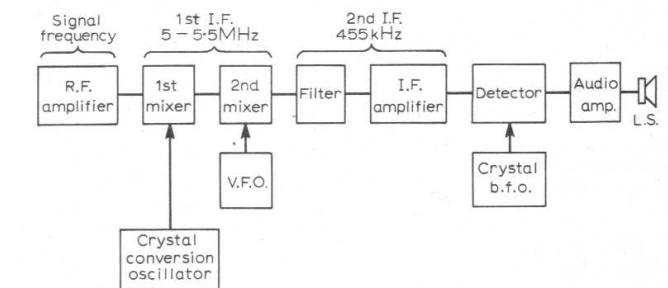 Signal
frequency
1st I.F.
5 – 5·5MHz
2nd I.F.
455kHz
R.F.
amplifier
1st
mixer
2nd
mixer
Filter
I.F.
amplifier
Detector
Audio
amp.
L.S.
V.F.O.
Crystal
b.f.o.
Crystal
conversion
oscillator